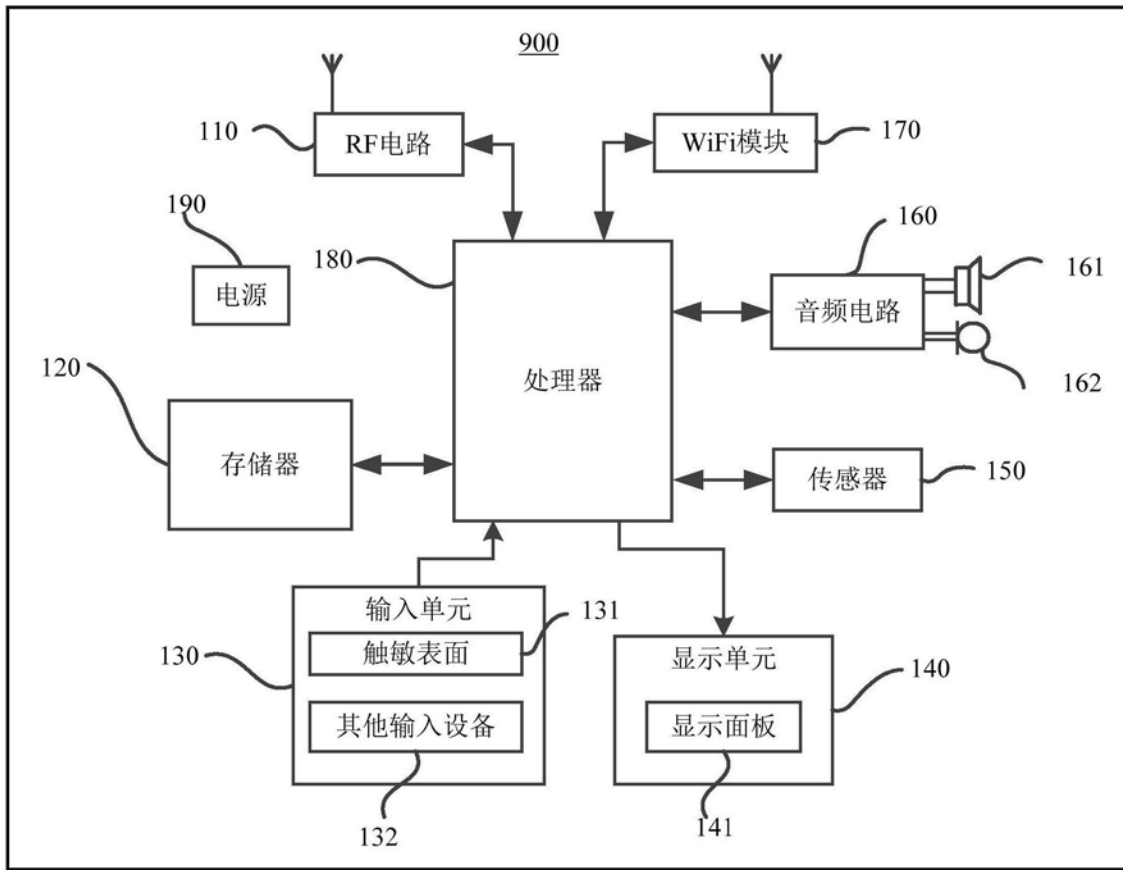 900
110
RF电路
WiFi模块
170
190
电源
180
160
音频电路
161
162
处理器
120
存储器
传感器
150
输入单元
131
130
触敏表面
其他输入设备
132
显示单元
140
显示面板
141